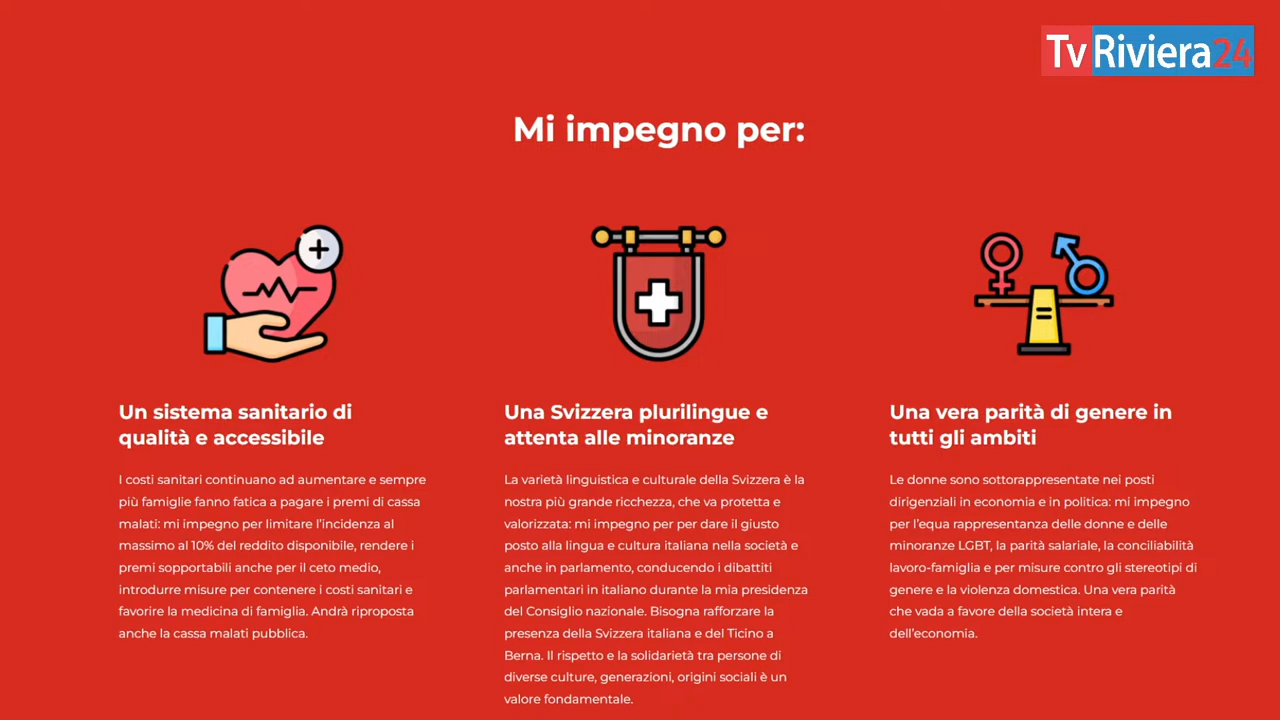 Tv Riviera24
Mi impegno per:
Un sistema sanitario di
qualità e accessibile
I costi sanitari continuano ad aumentare e sempre
più famiglie fanno fatica a pagare i premi di cassa
malati: mi impegno per limitare l'incidenza al
massimo al 10% del reddito disponibile, rendere i
premi sopportabili anche per il ceto medio,
introdurre misure per contenere i costi sanitari e
favorire la medicina di famiglia. Andrà riproposta
anche la cassa malati pubblica.
Una Svizzera plurilingue e
attenta alle minoranze
La varietà linguistica e culturale della Svizzera è la
nostra più grande ricchezza, che va protetta e
valorizzata: mi impegno per per dare il giusto
posto alla lingua e cultura italiana nella società e
anche in parlamento, conducendo i dibattiti
parlamentari in italiano durante la mia presidenza
del Consiglio nazionale. Bisogna rafforzare la
presenza della Svizzera italiana e del Ticino a
Berna. Il rispetto e la solidarietà tra persone di
diverse culture, generazioni, origini sociali è un
valore fondamentale.
Una vera parità di genere in
tutti gli ambiti
Le donne sono sottorappresentate nei posti
dirigenziali in economia e in politica: mi impegno
per l'equa rappresentanza delle donne e delle
minoranze LGBT, la parità salariale, la conciliabilità
lavoro-famiglia e per misure contro gli stereotipi di
genere e la violenza domestica. Una vera parità
che vada a favore della società intera e
dell'economia.